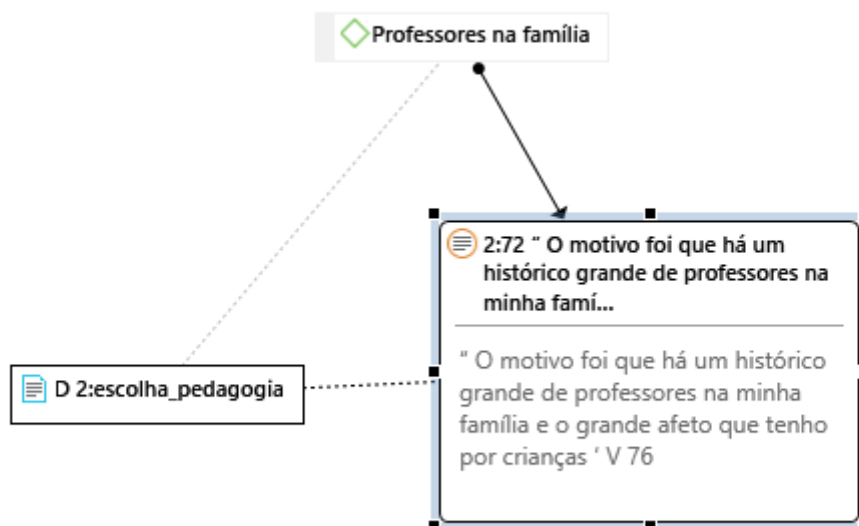 Professores na família
2:72 “ O motivo foi que há um
histórico grande de professores na
minha famí...
“ O motivo foi que há um histórico
grande de professores na minha
família e o grande afeto que tenho
por crianças ‘ V 76
D 2:escolha_pedagogia